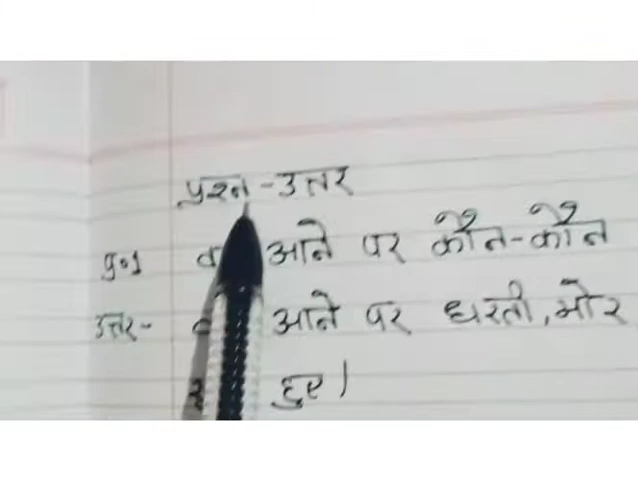 प्रश्न-उत्तर
प्र०1 आने पर कौन-कौन
उत्तर- आने पर धरती, मोर
हुए।